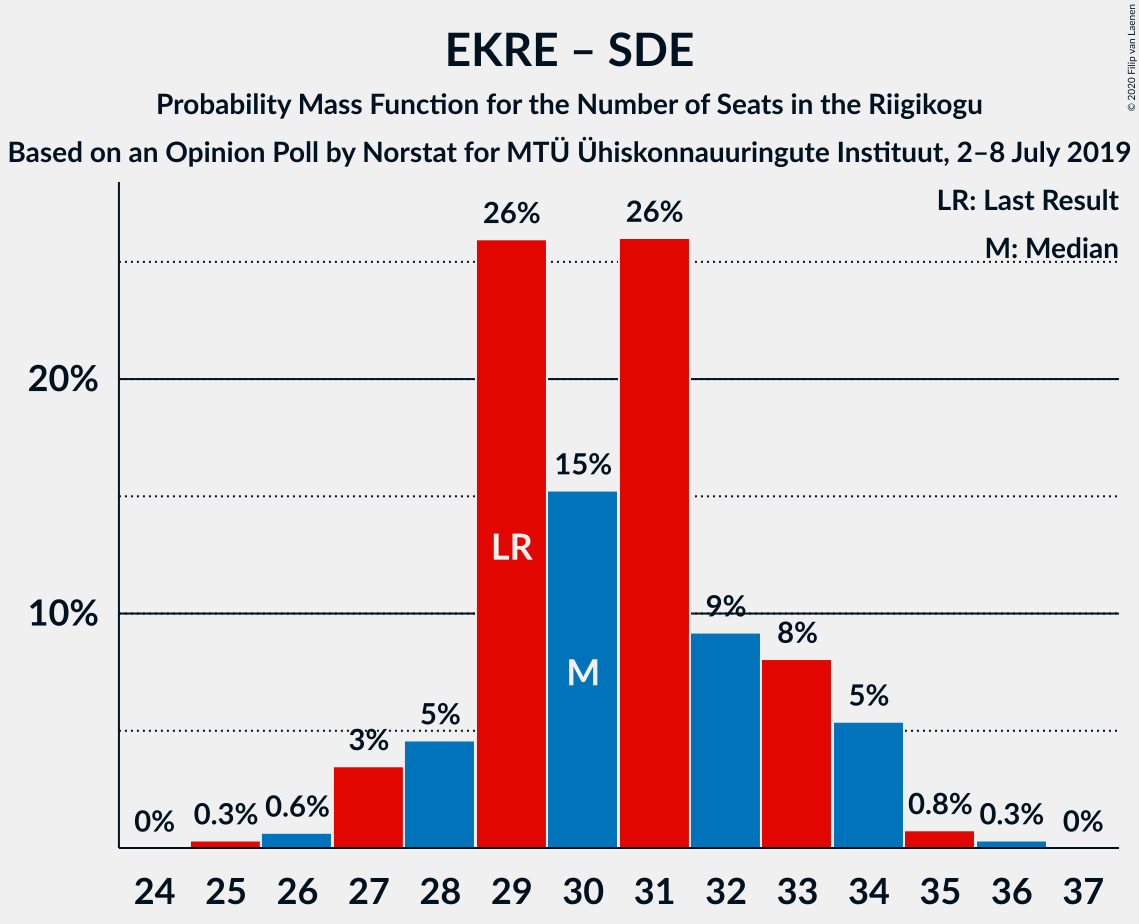 EKRE – SDE
Probability Mass Function for the Number of Seats in the Riigikogu
Based on an Opinion Poll by Norstat for MTÜ Ühiskonnauuringute Instituut, 2–8 July 2019
© 2020 Filip van Laenen
LR: Last Result
M: Median
26% 26%
20%
15%
LR
10%
9%
8%
M
5% 5%
3%
0% 0.3% 0.6% 0.8% 0.3% 0%
24 25 26 27 28 29 30 31 32 33 34 35 36 37